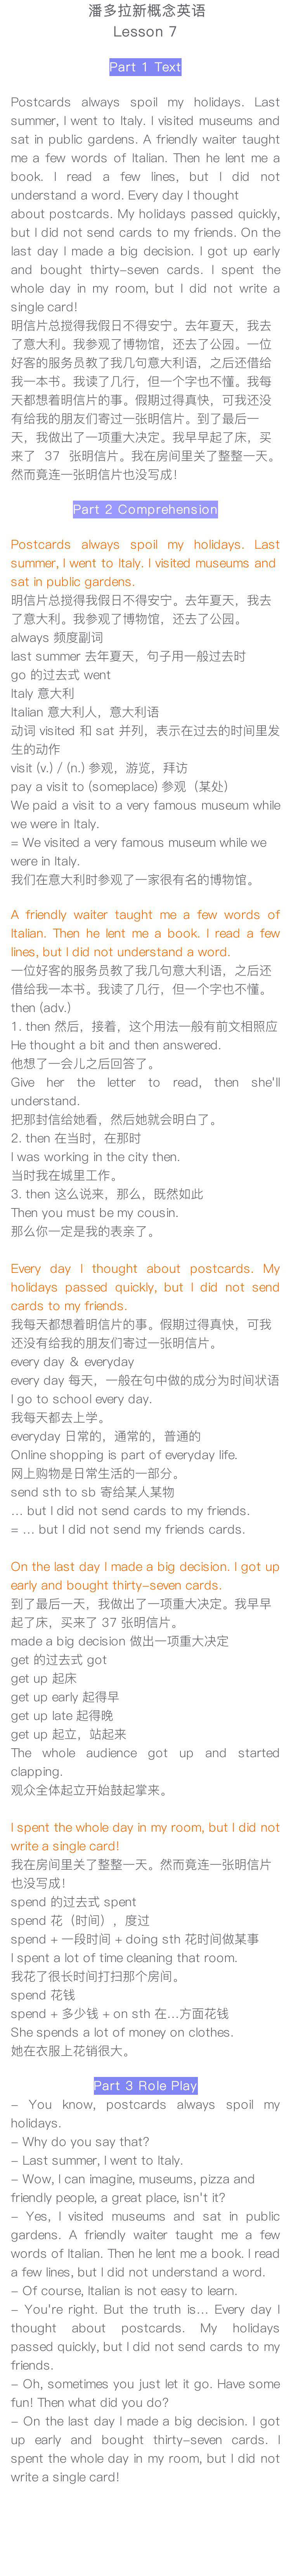 潘多拉新概念英语
Lesson 7
Part 1 Text
Postcards always spoil my holidays. Last
summer, I went to Italy. I visited museums and
sat in public gardens. A friendly waiter taught
me a few words of Italian. Then he lent me a
book. I read a few lines, but I did not
understand a word. Every day I thought
about postcards. My holidays passed quickly,
but I did not send cards to my friends. On the
last day I made a big decision. I got up early
and bought thirty-seven cards. I spent the
whole day in my room, but I did not write a
single card!
明信片总搅得我假日不得安宁。去年夏天，我去
了意大利。我参观了博物馆，还去了公园。一位
好客的服务员教了我几句意大利语，之后还借给
我一本书。我读了几行，但一个字也不懂。我每
天都想着明信片的事。假期过得真快，可我还没
有给我的朋友们寄过一张明信片。到了最后一
天，我做出了一项重大决定。我早早起了床，买
来了 37 张明信片。我在房间里关了整整一天。
然而竟连一张明信片也没写成！
Part 2 Comprehension
Postcards always spoil my holidays. Last
summer, I went to Italy. I visited museums and
sat in public gardens.
明信片总搅得我假日不得安宁。去年夏天，我去
了意大利。我参观了博物馆，还去了公园。
always 频度副词
last summer 去年夏天，句子用一般过去时
go 的过去式 went
Italy 意大利
Italian 意大利人，意大利语
动词 visited 和 sat 并列，表示在过去的时间里发
生的动作
visit (v.) / (n.) 参观，游览，拜访
pay a visit to (someplace) 参观（某处）
We paid a visit to a very famous museum while
we were in Italy.
= We visited a very famous museum while we
were in Italy.
我们在意大利时参观了一家很有名的博物馆。
A friendly waiter taught me a few words of
Italian. Then he lent me a book. I read a few
lines, but I did not understand a word.
一位好客的服务员教了我几句意大利语，之后还
借给我一本书。我读了几行，但一个字也不懂。
then (adv.)
1. then 然后，接着，这个用法一般有前文相照应
He thought a bit and then answered.
他想了一会儿之后回答了。
Give her the letter to read, then she'll
understand.
把那封信给她看，然后她就会明白了。
2. then 在当时，在那时
I was working in the city then.
当时我在城里工作。
3. then 这么说来，那么，既然如此
Then you must be my cousin.
那么你一定是我的表亲了。
Every day I thought about postcards. My
holidays passed quickly, but I did not send
cards to my friends.
我每天都想着明信片的事。假期过得真快，可我
还没有给我的朋友们寄过一张明信片。
every day & everyday
every day 每天，一般在句中做的成分为时间状语
I go to school every day.
我每天都去上学。
everyday 日常的，通常的，普通的
Online shopping is part of everyday life.
网上购物是日常生活的一部分。
send sth to sb 寄给某人某物
… but I did not send cards to my friends.
= … but I did not send my friends cards.
On the last day I made a big decision. I got up
early and bought thirty-seven cards.
到了最后一天，我做出了一项重大决定。我早早
起了床，买来了 37 张明信片。
made a big decision 做出一项重大决定
get 的过去式 got
get up 起床
get up early 起得早
get up late 起得晚
get up 起立，站起来
The whole audience got up and started
clapping.
观众全体起立开始鼓起掌来。
I spent the whole day in my room, but I did not
write a single card!
我在房间里关了整整一天。然而竟连一张明信片
也没写成！
spend 的过去式 spent
spend 花（时间），度过
spend + 一段时间 + doing sth 花时间做某事
I spent a lot of time cleaning that room.
我花了很长时间打扫那个房间。
spend 花钱
spend + 多少钱 + on sth 在…方面花钱
She spends a lot of money on clothes.
她在衣服上花销很大。
Part 3 Role Play
- You know, postcards always spoil my
holidays.
- Why do you say that?
- Last summer, I went to Italy.
- Wow, I can imagine, museums, pizza and
friendly people, a great place, isn't it?
- Yes, I visited museums and sat in public
gardens. A friendly waiter taught me a few
words of Italian. Then he lent me a book. I read
a few lines, but I did not understand a word.
- Of course, Italian is not easy to learn.
- You're right. But the truth is… Every day I
thought about postcards. My holidays
passed quickly, but I did not send cards to my
friends.
- Oh, sometimes you just let it go. Have some
fun! Then what did you do?
- On the last day I made a big decision. I got
up early and bought thirty-seven cards. I
spent the whole day in my room, but I did not
write a single card!